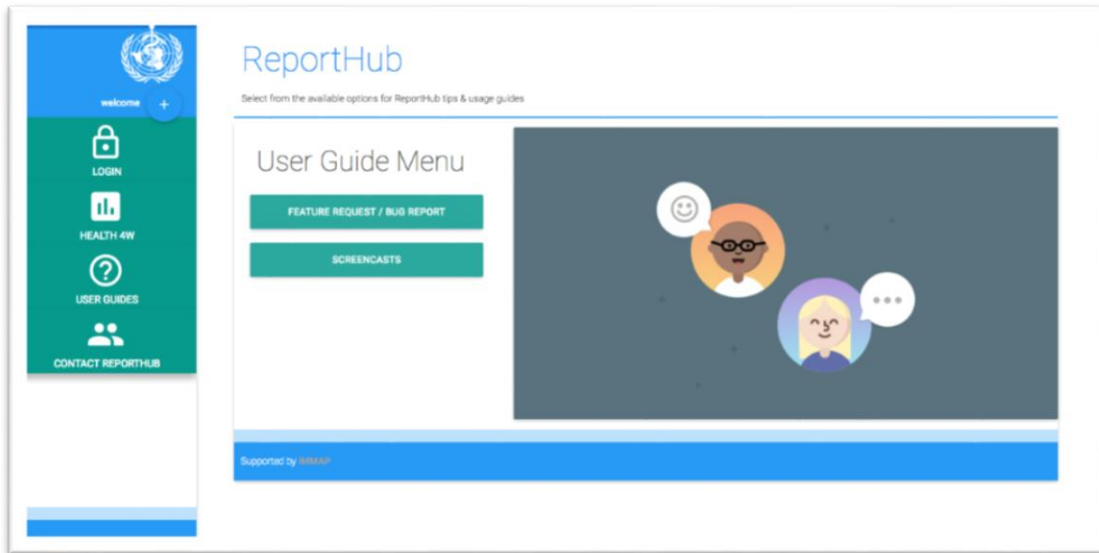 welcome +
LOGIN
HEALTH 4W
USER GUIDES
CONTACT REPORTHUB
ReportHub
Select from the available options for ReportHub tips & usage guides
User Guide Menu
FEATURE REQUEST / BUG REPORT
SCREENCASTS
Supported by iMMAP